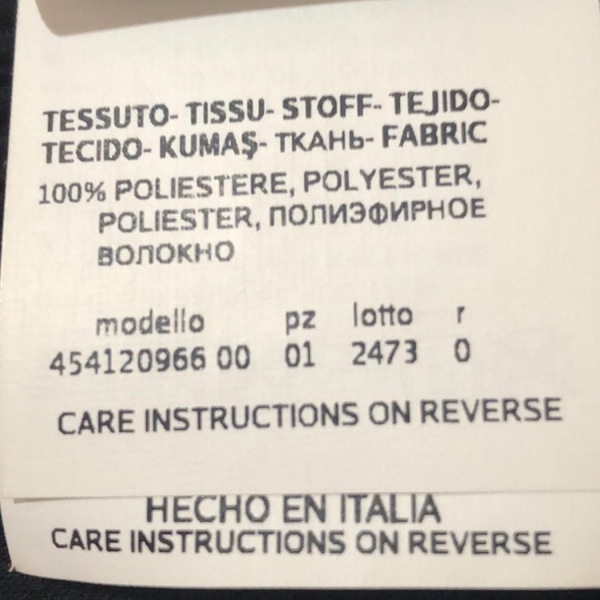 TESSUTO- TISSU- STOFF- TEJIDO-
TECIDO- KUMAŞ- ТКАНЬ- FABRIC
100% POLIESTERE, POLYESTER,
POLIESTER, ПОЛИЭФИРНОЕ
ВОЛОКНО
modello pz lotto r
454120966 00 01 2473 0
CARE INSTRUCTIONS ON REVERSE
HECHO EN ITALIA
CARE INSTRUCTIONS ON REVERSE